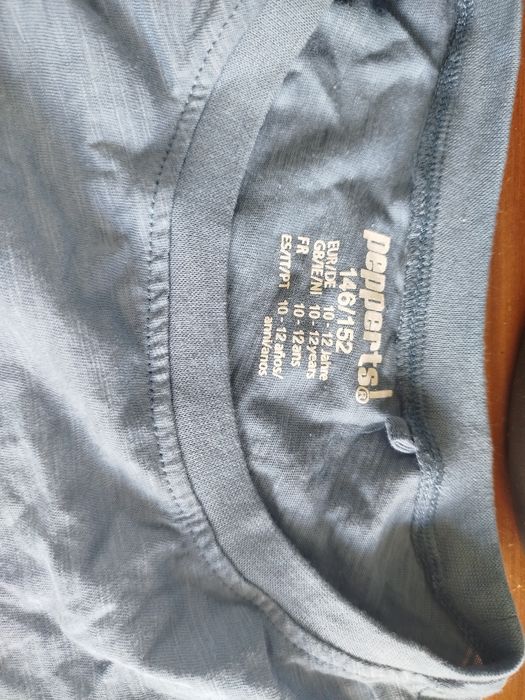 pepperts!®
146/152
EUR/DE 10 - 12 Jahre
GB/IE/NI 10 - 12 years
FR 10 - 12 ans
ES/IT/PT 10 - 12 años/
anni/anos